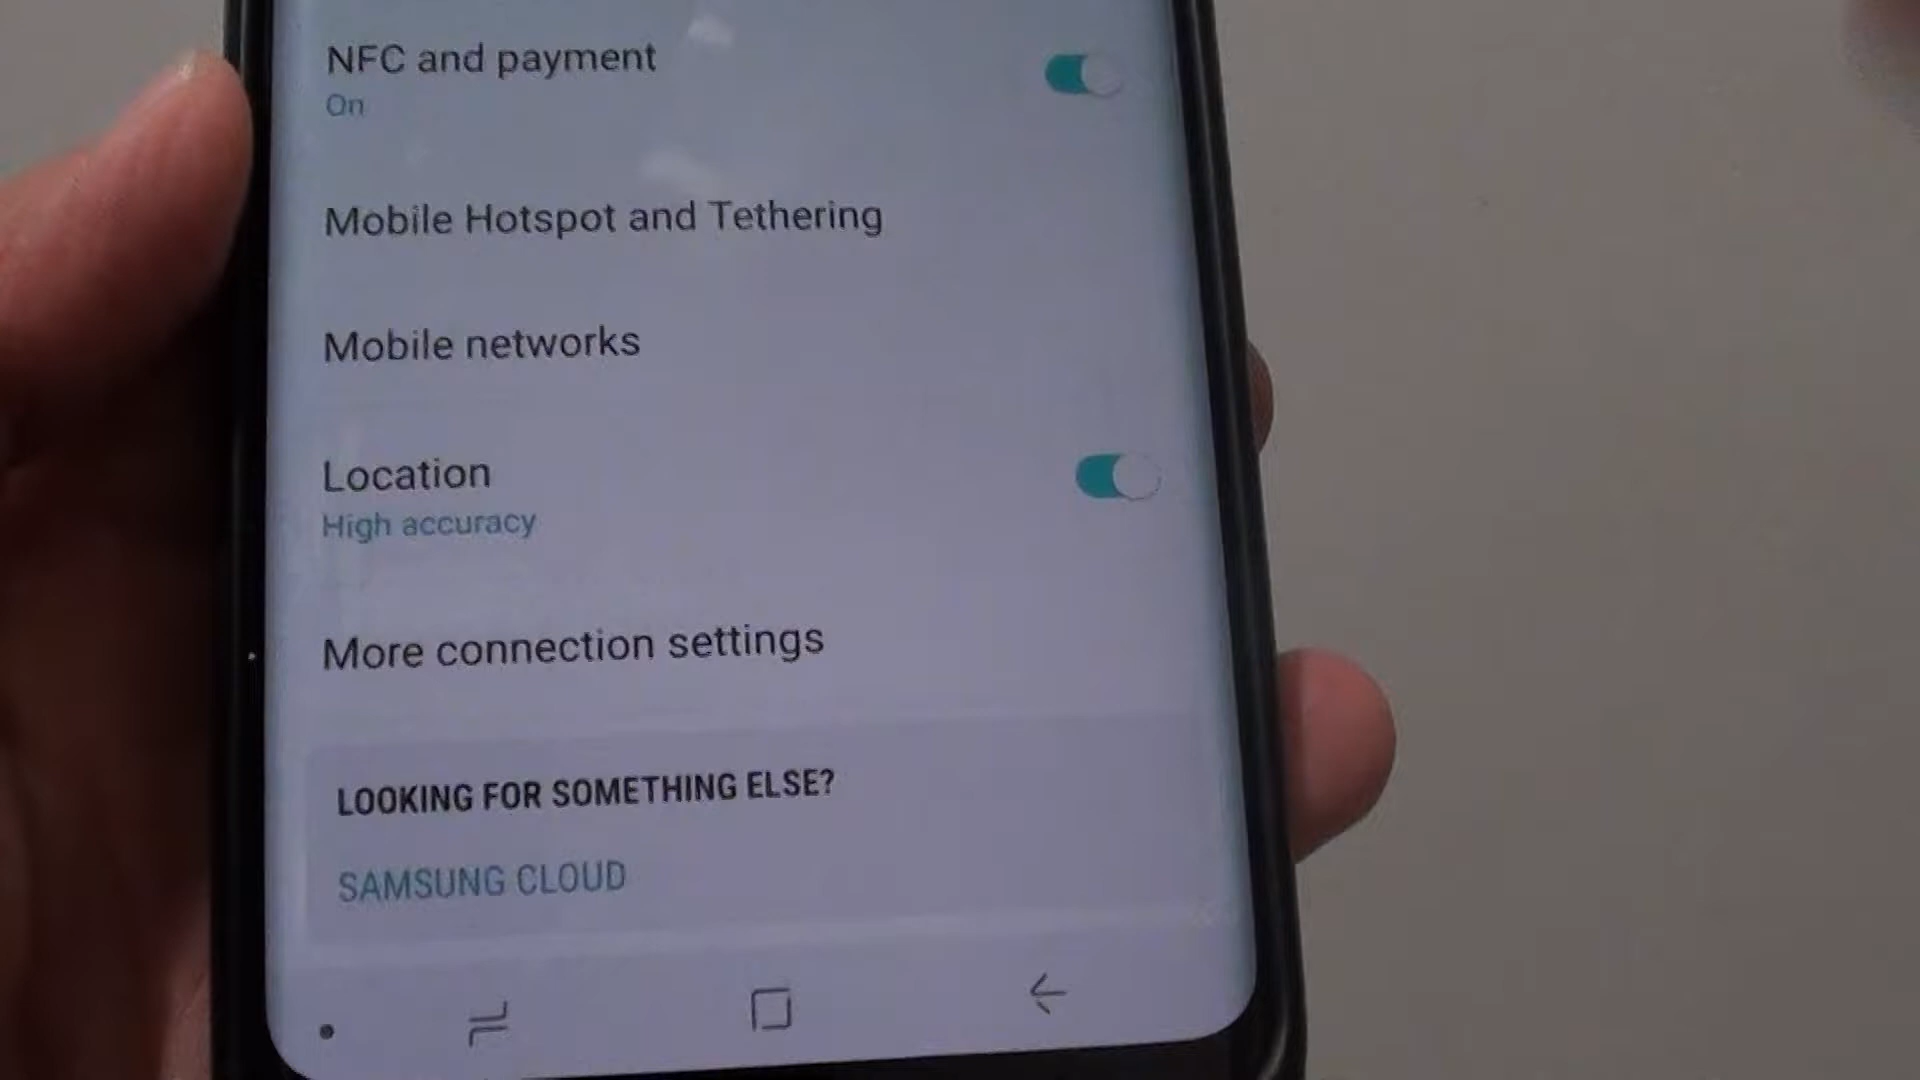 NFC and payment
On
Mobile Hotspot and Tethering
Mobile networks
Location
High accuracy
More connection settings
LOOKING FOR SOMETHING ELSE?
SAMSUNG CLOUD